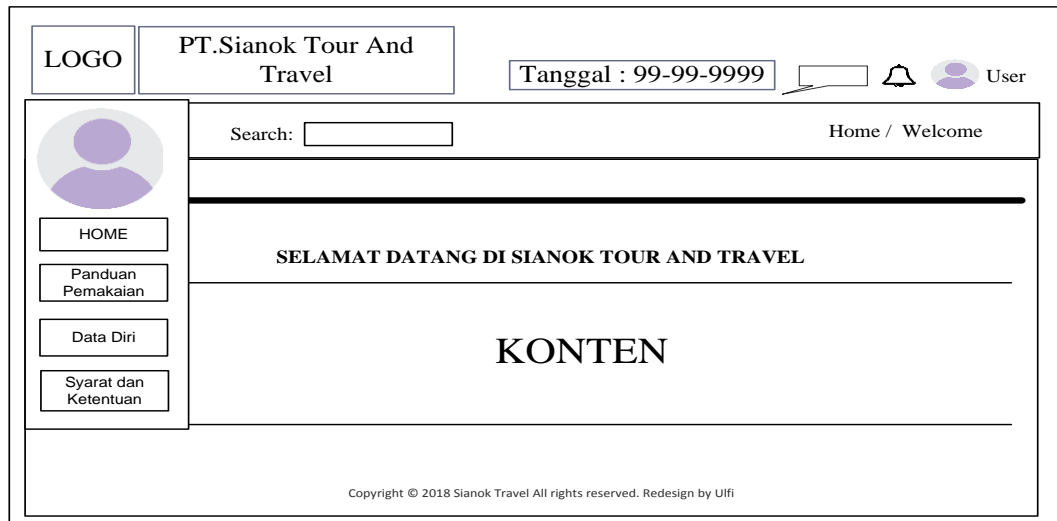 LOGO
PT.Sianok Tour And
Travel
Tanggal : 99-99-9999
User
Search:
Home / Welcome
HOME
Panduan
Pemakaian
Data Diri
Syarat dan
Ketentuan
SELAMAT DATANG DI SIANOK TOUR AND TRAVEL
KONTEN
Copyright © 2018 Sianok Travel All rights reserved. Redesign by Ulfi